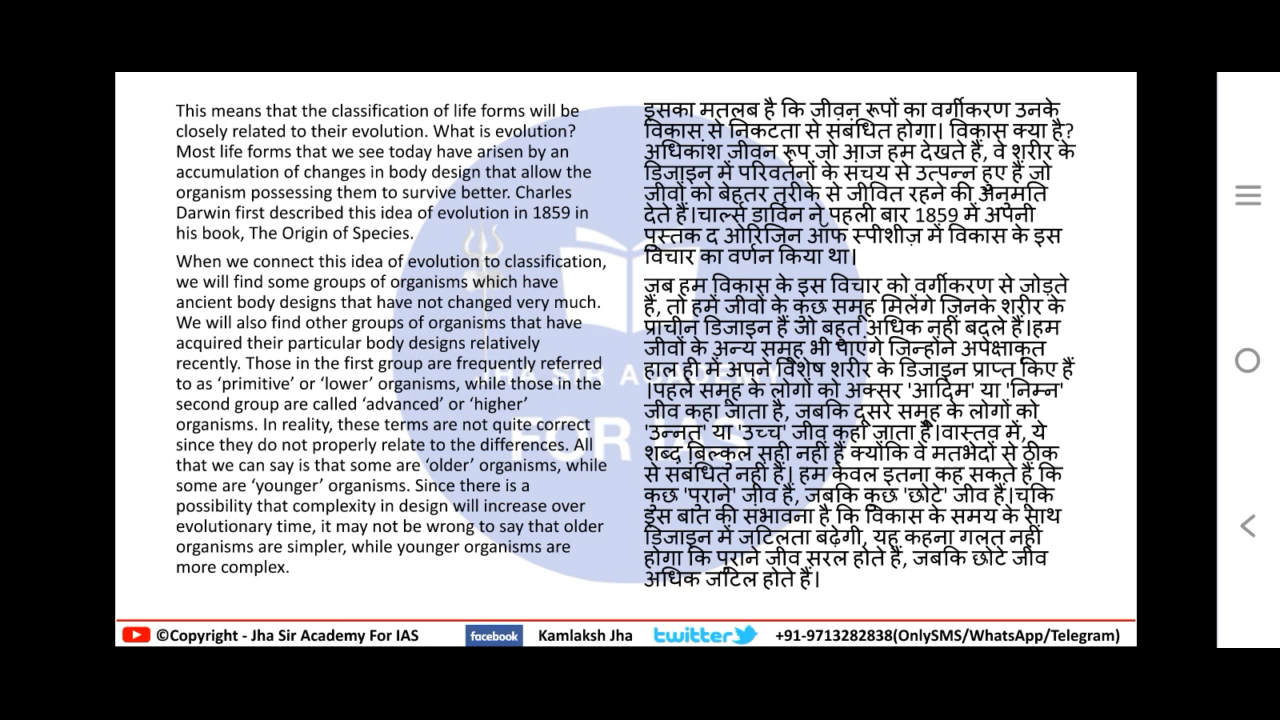 This means that the classification of life forms will be
closely related to their evolution. What is evolution?
Most life forms that we see today have arisen by an
accumulation of changes in body design that allow the
organism possessing them to survive better. Charles
Darwin first described this idea of evolution in 1859 in
his book, The Origin of Species.
When we connect this idea of evolution to classification,
we will find some groups of organisms which have
ancient body designs that have not changed very much.
We will also find other groups of organisms that have
acquired their particular body designs relatively
recently. Those in the first group are frequently referred
to as ‘primitive’ or ‘lower’ organisms, while those in the
second group are called ‘advanced’ or ‘higher’
organisms. In reality, these terms are not quite correct
since they do not properly relate to the differences. All
that we can say is that some are ‘older’ organisms, while
some are ‘younger’ organisms. Since there is a
possibility that complexity in design will increase over
evolutionary time, it may not be wrong to say that older
organisms are simpler, while younger organisms are
more complex.
इसका मतलब है कि जीवन रूपों का वर्गीकरण उनके
विकास से निकटता से संबंधित होगा। विकास क्या है?
अधिकांश जीवन रूप जो आज हम देखते हैं, वे शरीर के
डिजाइन में परिवर्तनों के संचय से उत्पन्न हुए हैं जो
जीवों को बेहतर तरीके से जीवित रहने की अनुमति
देते हैं।चार्ल्स डार्विन ने पहली बार 1859 में अपनी
पुस्तक द ओरिजिन ऑफ स्पीशीज़ में विकास के इस
विचार का वर्णन किया था।
जब हम विकास के इस विचार को वर्गीकरण से जोड़ते
हैं, तो हमें जीवों के कुछ समूह मिलेंगे जिनके शरीर के
प्राचीन डिजाइन हैं जो बहुत अधिक नहीं बदले हैं।हम
जीवों के अन्य समूह भी पाएंगे जिन्होंने अपेक्षाकृत
हाल ही में अपने विशेष शरीर के डिजाइन प्राप्त किए हैं
।पहले समूह के लोगों को अक्सर 'आदिम' या 'निम्न'
जीव कहा जाता है, जबकि दूसरे समूह के लोगों को
'उन्नत' या 'उच्च' जीव कहा जाता है।वास्तव में, ये
शब्द बिल्कुल सही नहीं हैं क्योंकि वे मतभेदों से ठीक
से संबंधित नहीं हैं। हम केवल इतना कह सकते हैं कि
कुछ 'पुराने' जीव हैं, जबकि कुछ 'छोटे' जीव हैं।चूंकि
इस बात की संभावना है कि विकास के समय के साथ
डिजाइन में जटिलता बढ़ेगी, यह कहना गलत नहीं
होगा कि पुराने जीव सरल होते हैं, जबकि छोटे जीव
अधिक जटिल होते हैं।
JHA SIR ACADEMY
FOR IAS
©Copyright - Jha Sir Academy For IAS facebook Kamlaksh Jha twitter +91-9713282838(OnlySMS/WhatsApp/Telegram)